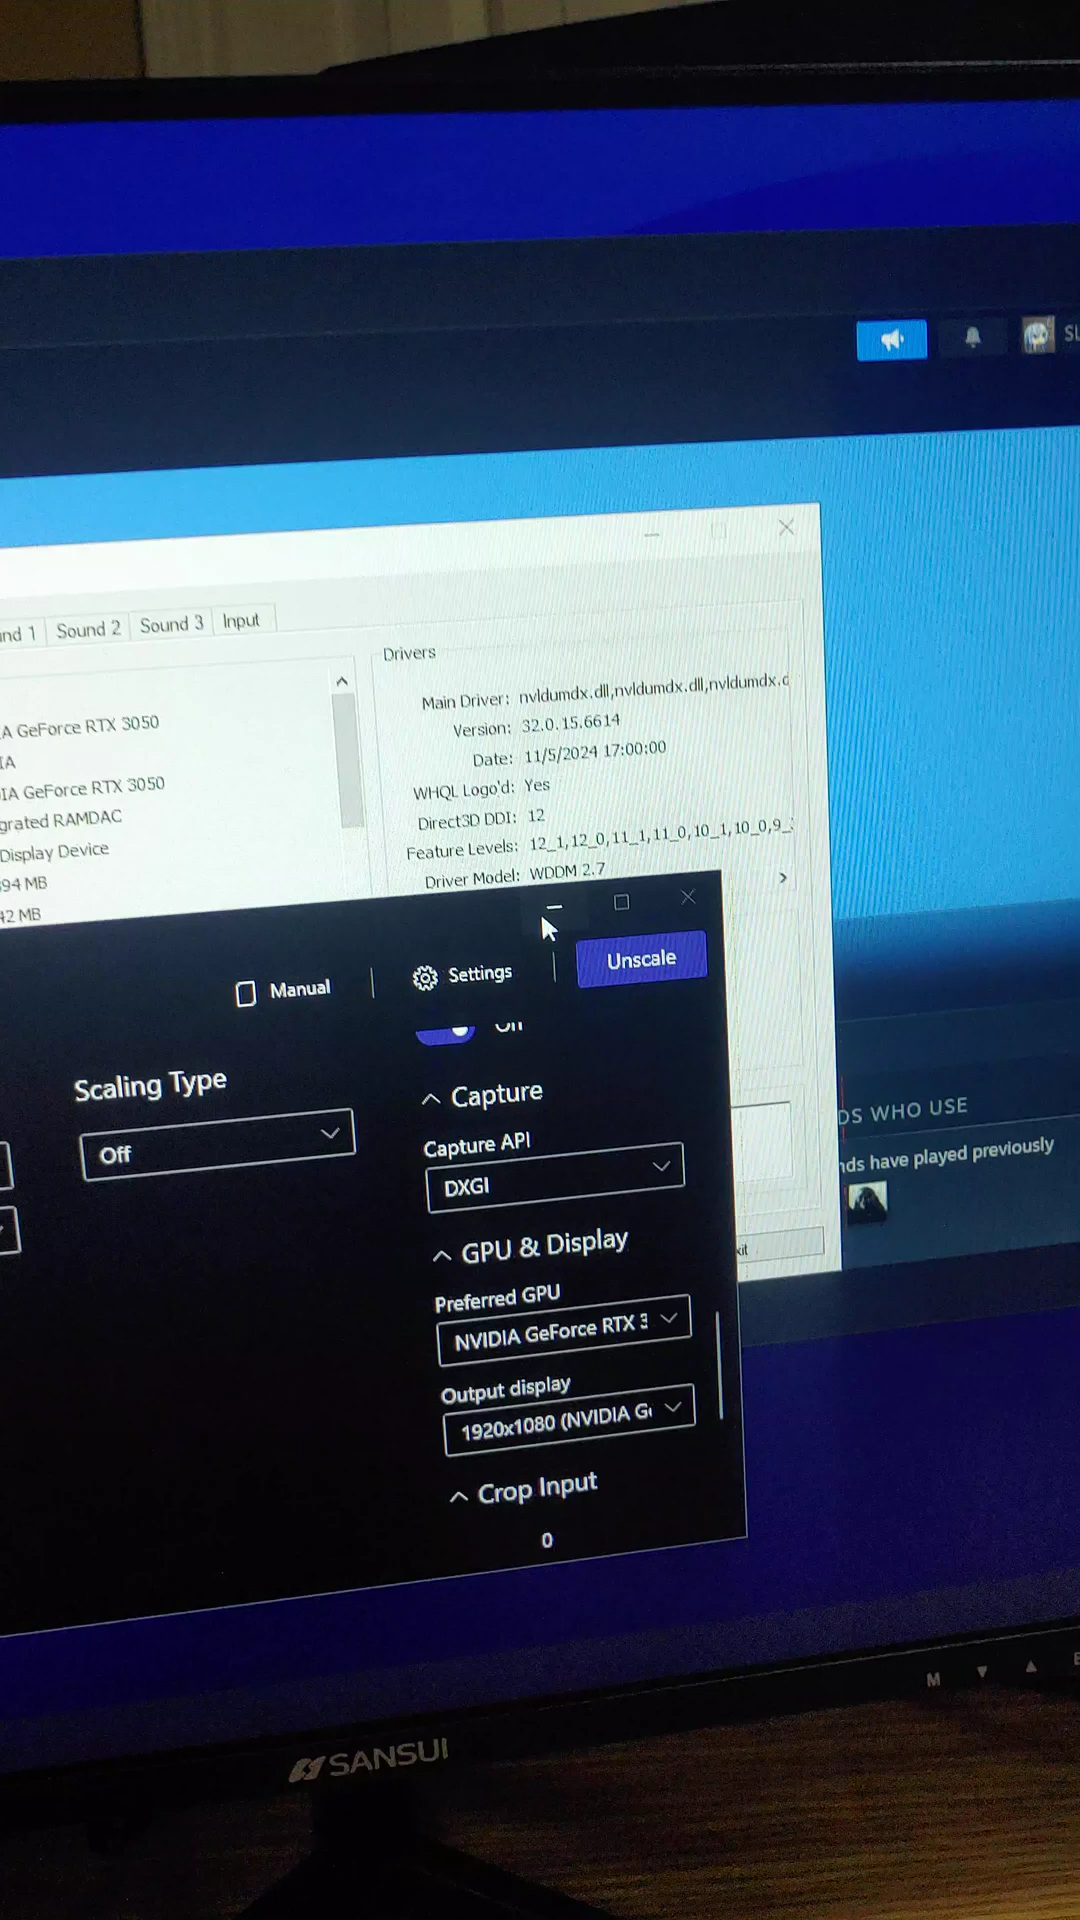 SL
nd 1
Sound 2
Sound 3
Input
Drivers
Main Driver: nvldumdx.dll,nvldumdx.dll,nvldumdx.d
Version: 32.0.15.6614
Date: 11/5/2024 17:00:00
WHQL Logo'd: Yes
Direct3D DDI: 12
Feature Levels: 12_1,12_0,11_1,11_0,10_1,10_0,9_
Driver Model: WDDM 2.7
A GeForce RTX 3050
IA
IA GeForce RTX 3050
grated RAMDAC
Display Device
94 MB
42 MB
Manual
Settings
Unscale
On
Scaling Type
Off
Capture
Capture API
DXGI
GPU & Display
Preferred GPU
NVIDIA GeForce RTX 3
Output display
1920x1080 (NVIDIA Ge
Crop Input
0
xit
DS WHO USE
nds have played previously
M
SANSUI